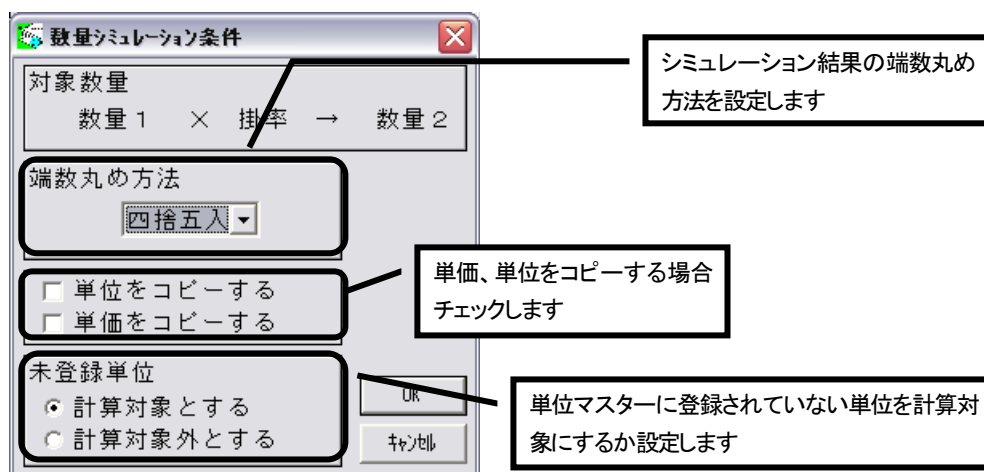 数量シミュレーション条件
対象数量
数量1 × 掛率 → 数量2
端数丸め方法
四捨五入
単位をコピーする
単価をコピーする
未登録単位
計算対象とする
計算対象外とする
OK
キャンセル
シミュレーション結果の端数丸め
方法を設定します
単価、単位をコピーする場合
チェックします
単位マスターに登録されていない単位を計算対
象にするか設定します